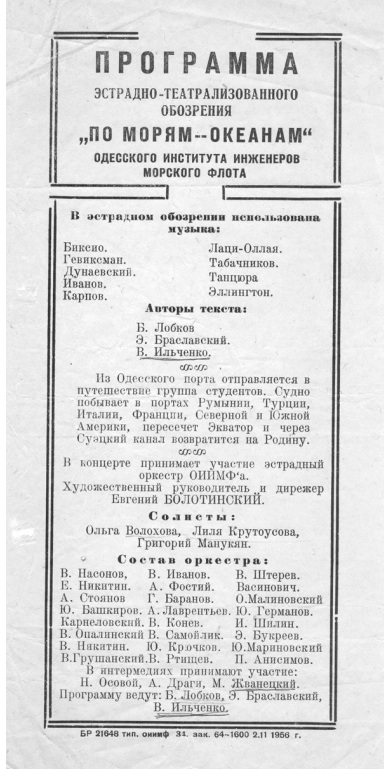 ПРОГРАММА
ЭСТРАДНО-ТЕАТРАЛИЗОВАННОГО
ОБОЗРЕНИЯ
„ПО МОРЯМ--ОКЕАНАМ"
ОДЕССКОГО ИНСТИТУТА ИНЖЕНЕРОВ
МОРСКОГО ФЛОТА
В эстрадном обозрении использована
музыка:
Биксио. Лаци-Оллая.
Гевиксман. Табачников.
Дунаевский. Танцюра
Иванов. Эллингтон.
Карпов.
Авторы текста:
Б. Лобков
Э. Браславский.
В. Ильченко.
Из Одесского порта отправляется в
путешествие группа студентов. Судно
побывает в портах Румынии, Турции,
Италии, Франции, Северной и Южной
Америки, пересечет Экватор и через
Суэцкий канал возвратится на Родину.
В концерте принимает участие эстрадный
оркестр ОИИМФ'а.
Художественный руководитель и дирежер
Евгений БОЛОТИНСКИЙ.
Солисты:
Ольга Волохова, Лиля Крутоусова,
Григорий Манукян.
Состав оркестра:
В. Насонов, В. Иванов. В. Штерев.
Е. Никитин. А. Фостий. Васинович.
А. Стоянов Г. Баранов. О.Малиновский
Ю. Башкиров. А. Лаврентьев. Ю. Германов.
Карнеловский. В. Конев. И. Шилин.
В. Опалинский В. Самойлик. Э. Букреев.
В. Никитин. Ю. Крючков. Ю.Мариновский
В.Грушанский. В. Ртищев. П. Анисимов.
В интермедиях принимают участие:
Н. Осовой, А. Драги, М. Жванецкий.
Программу ведут: Б. Лобков, Э. Браславский,
В. Ильченко.
БР 21648 тип. оиимф 34. зак. 64-1600 2.11 1956 г.